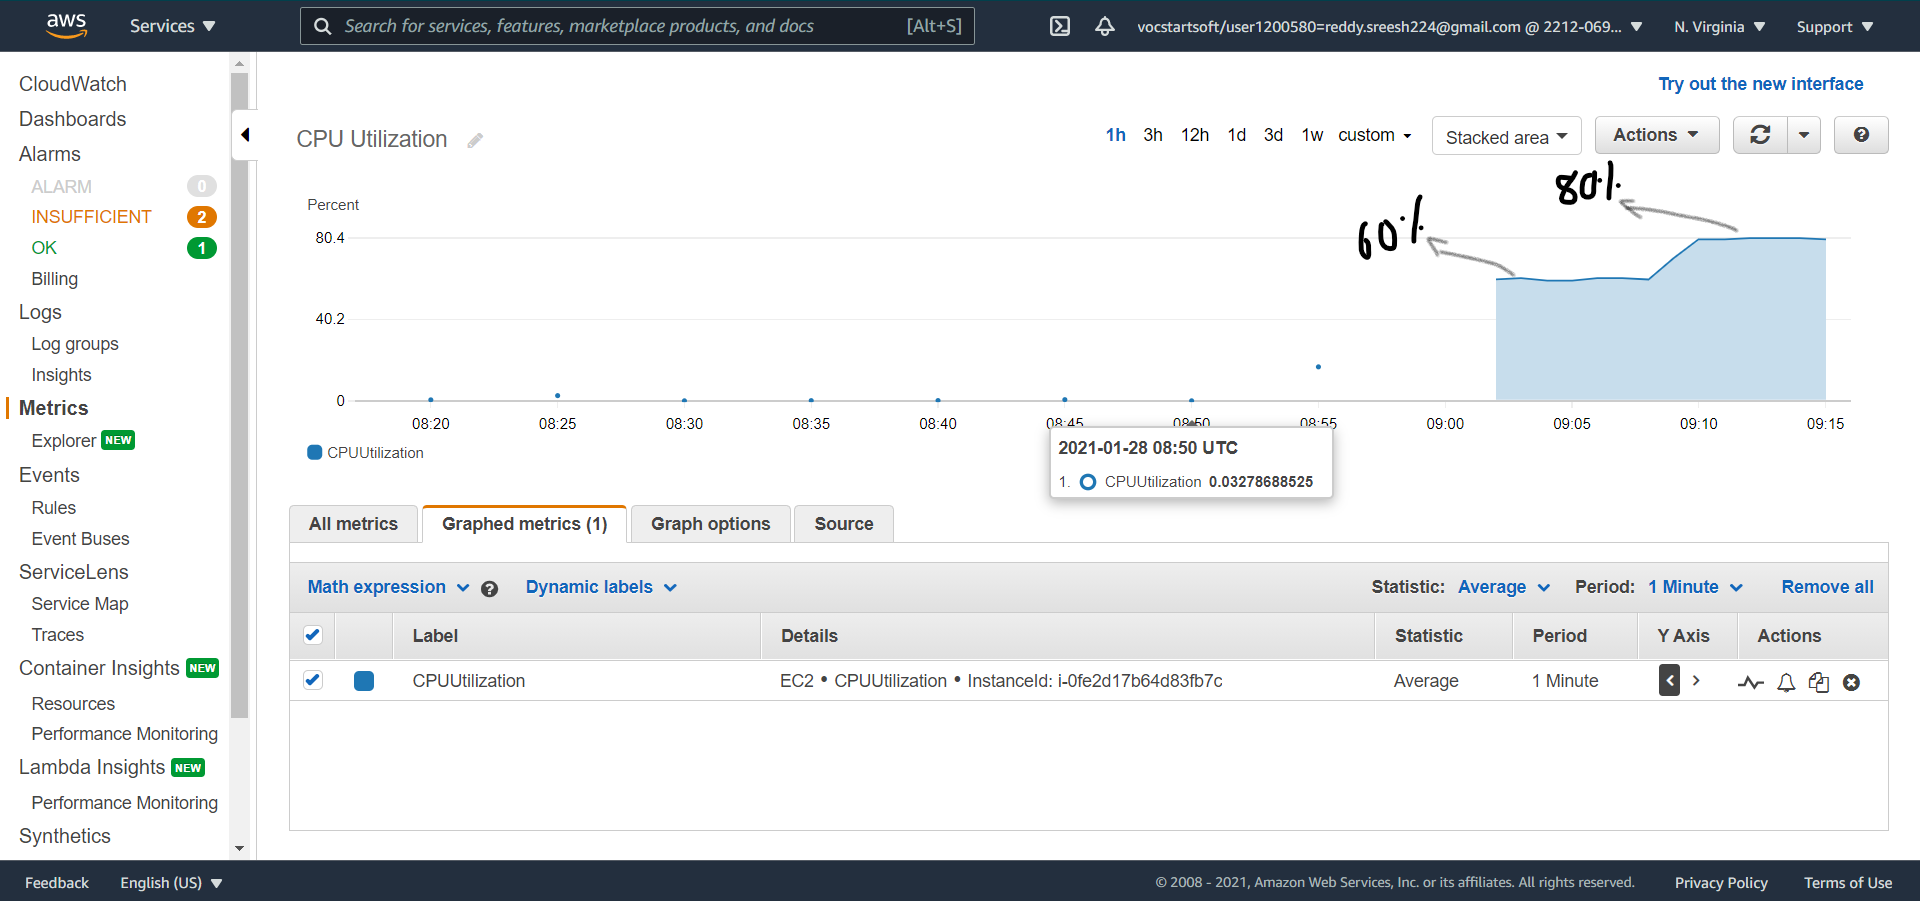 aws
Services
Search for services, features, marketplace products, and docs [Alt+S]
vocstartsoft/user1200580=reddy.sreesh224@gmail.com @ 2212-069...
N. Virginia
Support
CloudWatch
Dashboards
Alarms
ALARM 0
INSUFFICIENT 2
OK 1
Billing
Logs
Log groups
Insights
Metrics
Explorer NEW
Events
Rules
Event Buses
ServiceLens
Service Map
Traces
Container Insights NEW
Resources
Performance Monitoring
Lambda Insights NEW
Performance Monitoring
Synthetics
Try out the new interface
CPU Utilization
1h 3h 12h 1d 3d 1w custom
Stacked area
Actions
80%
60%
Percent
80.4
40.2
0
08:20 08:25 08:30 08:35 08:40 08:45 08:50 08:55 09:00 09:05 09:10 09:15
CPUUtilization
2021-01-28 08:50 UTC
1. CPUUtilization 0.03278688525
All metrics
Graphed metrics (1)
Graph options
Source
Math expression
Dynamic labels
Statistic: Average
Period: 1 Minute
Remove all
Label Details Statistic Period Y Axis Actions
CPUUtilization EC2 • CPUUtilization • InstanceId: i-0fe2d17b64d83fb7c Average 1 Minute
Feedback
English (US)
© 2008 - 2021, Amazon Web Services, Inc. or its affiliates. All rights reserved.
Privacy Policy
Terms of Use